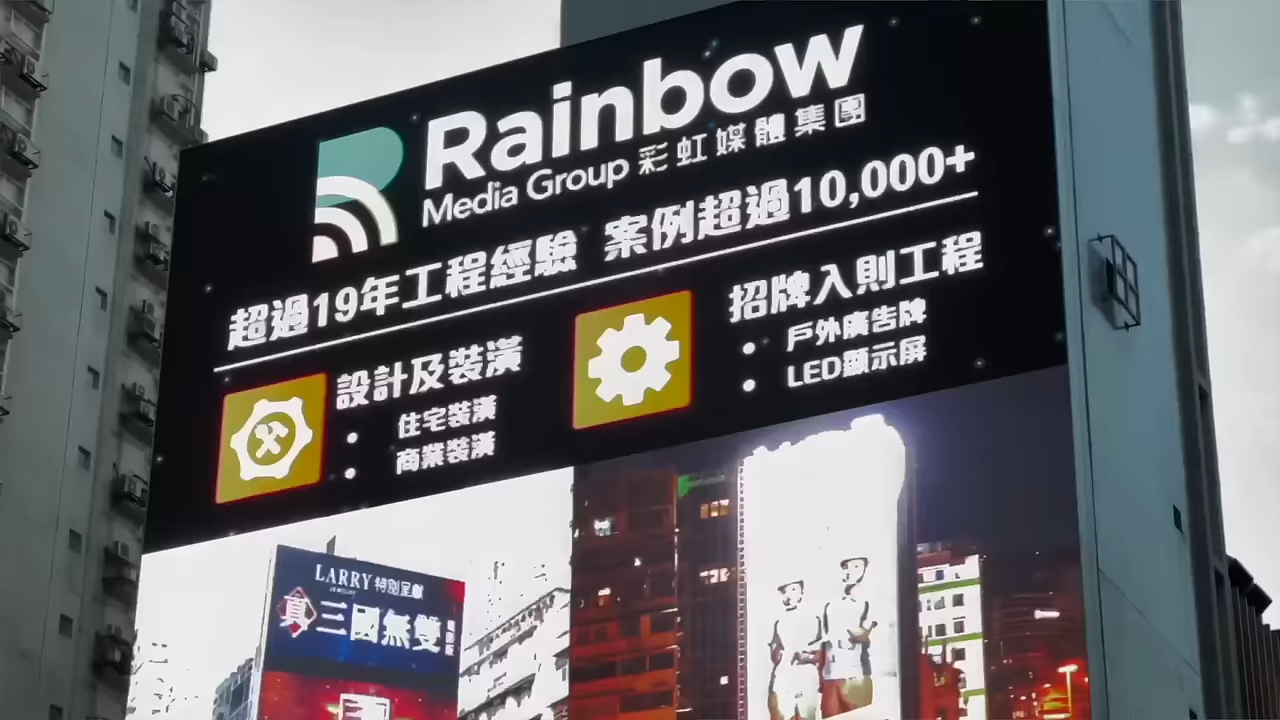 Rainbow
Media Group 彩虹媒體集團
超過19年工程經驗 案例超過10,000+
設計及裝潢
• 住宅裝潢
• 商業裝潢
招牌入則工程
• 戶外廣告牌
• LED顯示屏
LARRY 特別呈獻
JEWELRY
真三國無雙